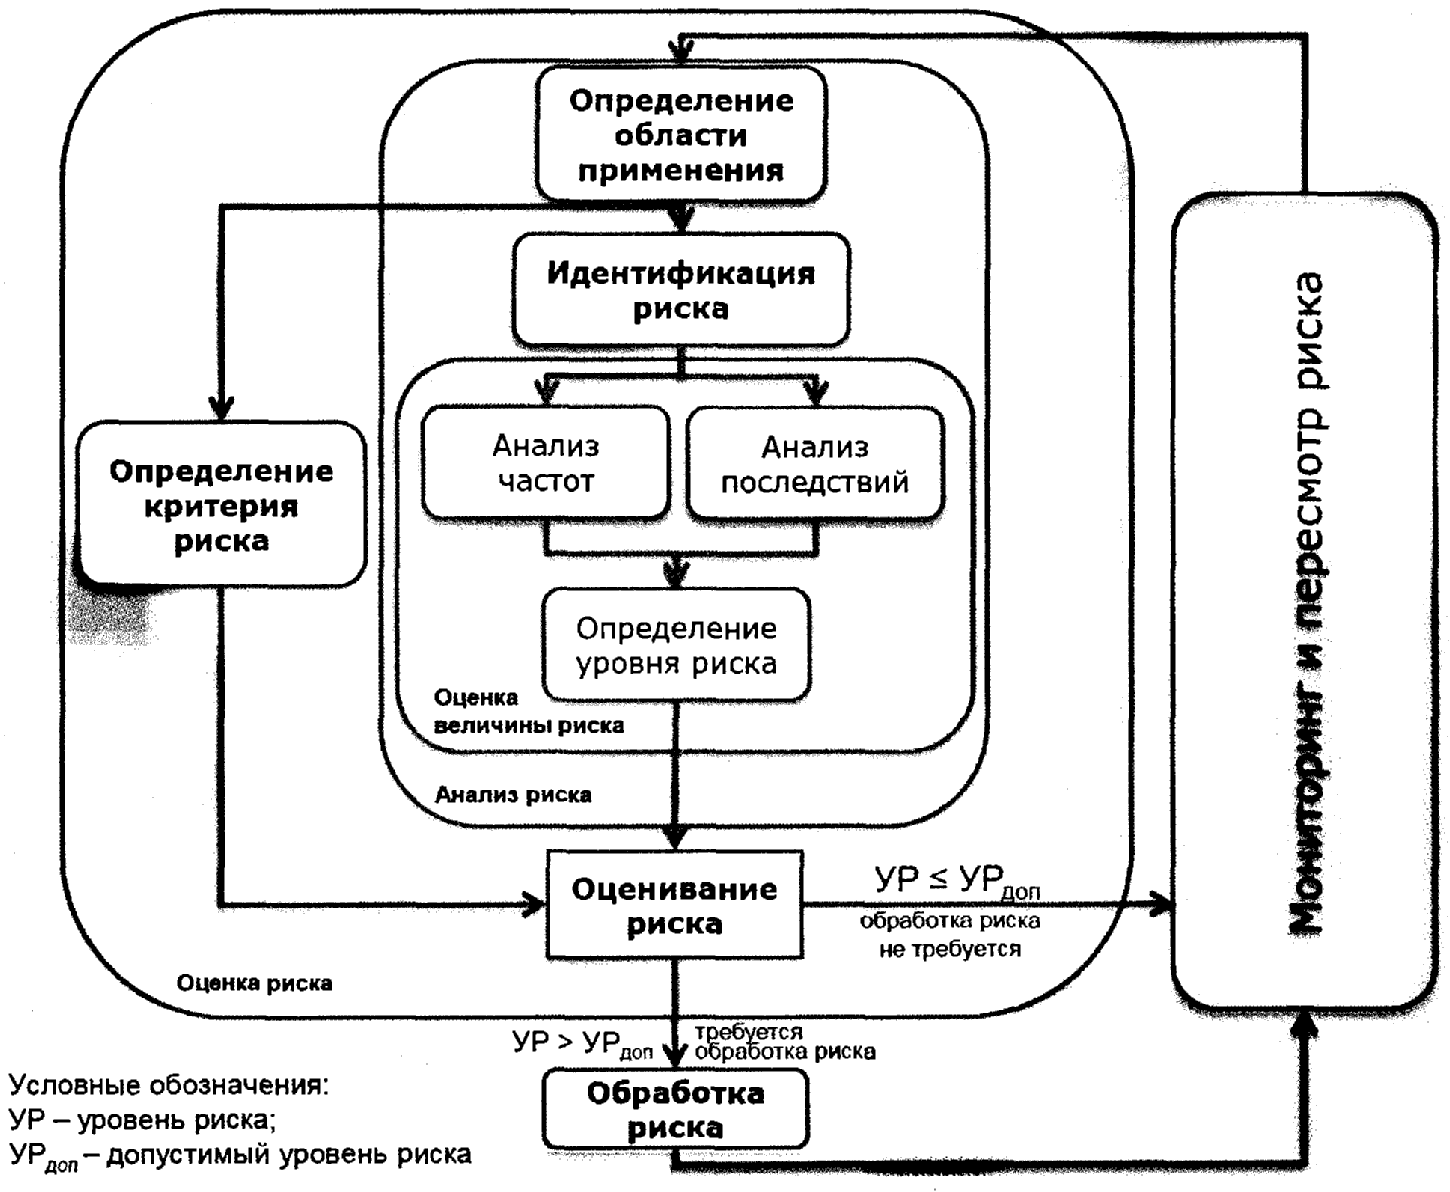 Определение
области
применения
Идентификация
риска
Анализ
частот
Анализ
последствий
Определение
критерия
риска
Определение
уровня риска
Оценка
величины риска
Анализ риска
Оценивание
риска
УР ≤ УРдоп
обработка риска
не требуется
Оценка риска
УР > УРдоп
требуется
обработка риска
Обработка
риска
Мониторинг и пересмотр риска
Условные обозначения:
УР – уровень риска;
УРдоп – допустимый уровень риска